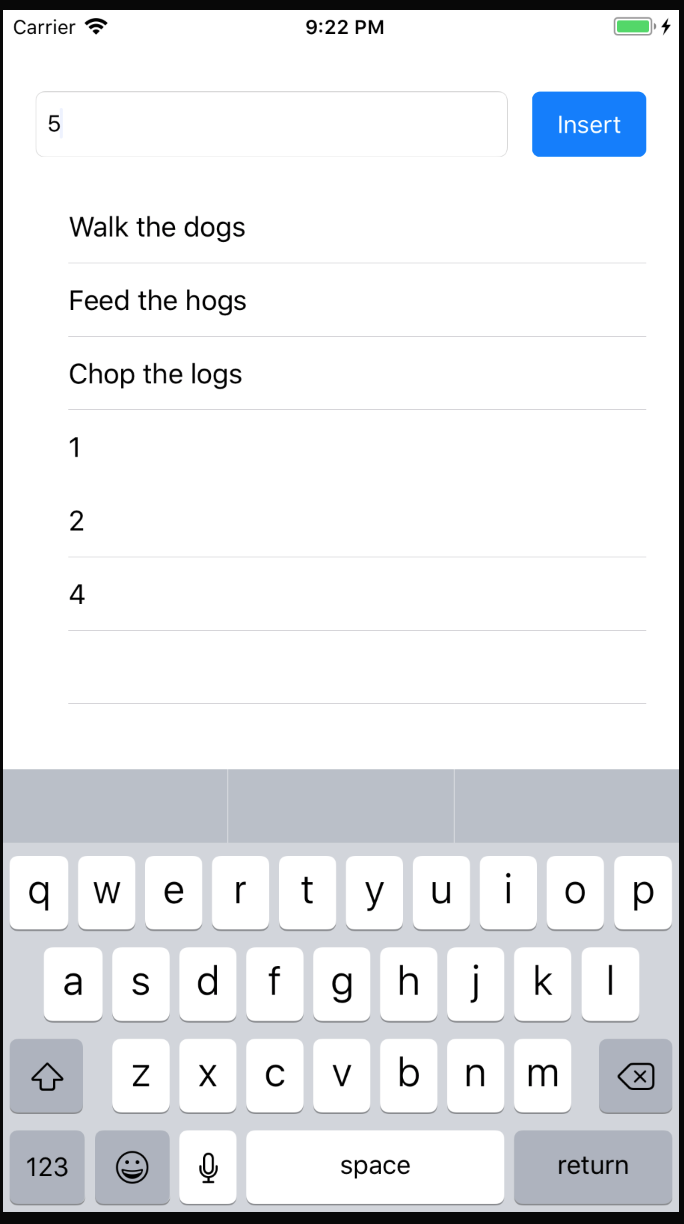 Carrier 9:22 PM
5 Insert
Walk the dogs
Feed the hogs
Chop the logs
1
2
4
q w e r t y u i o p
a s d f g h j k l
z x c v b n m
123 space return